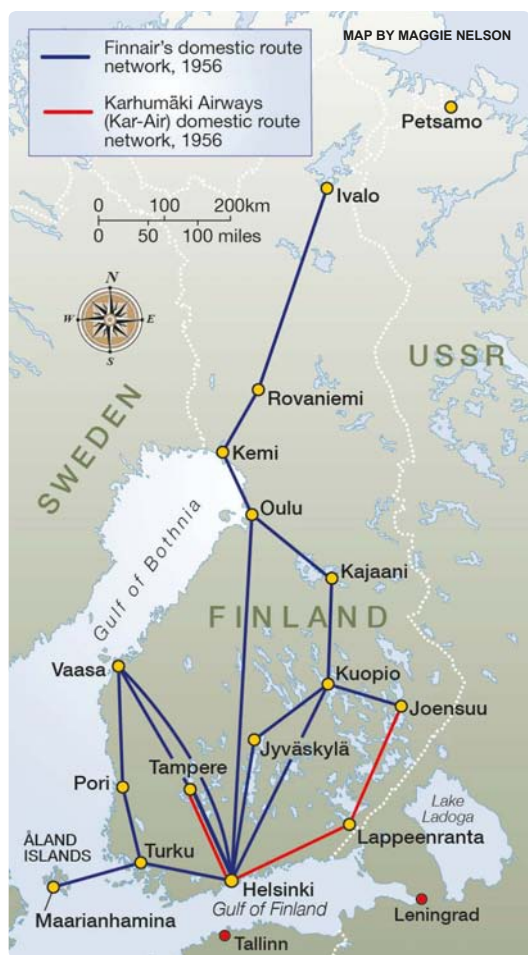 MAP BY MAGGIE NELSON
Finnair's domestic route
network, 1956
Karhumäki Airways
(Kar-Air) domestic route
network, 1956
Petsamo
Ivalo
0 100 200km
0 50 100 miles
N
W E
S
USSR
Rovaniemi
SWEDEN
Kemi
Oulu
Gulf of Bothnia
Kajaani
FINLAND
Vaasa
Kuopio
Joensuu
Jyväskylä
Tampere
Pori
Lake
Ladoga
Lappeenranta
ÅLAND
ISLANDS
Turku
Helsinki
Maarianhamina
Gulf of Finland
Leningrad
Tallinn